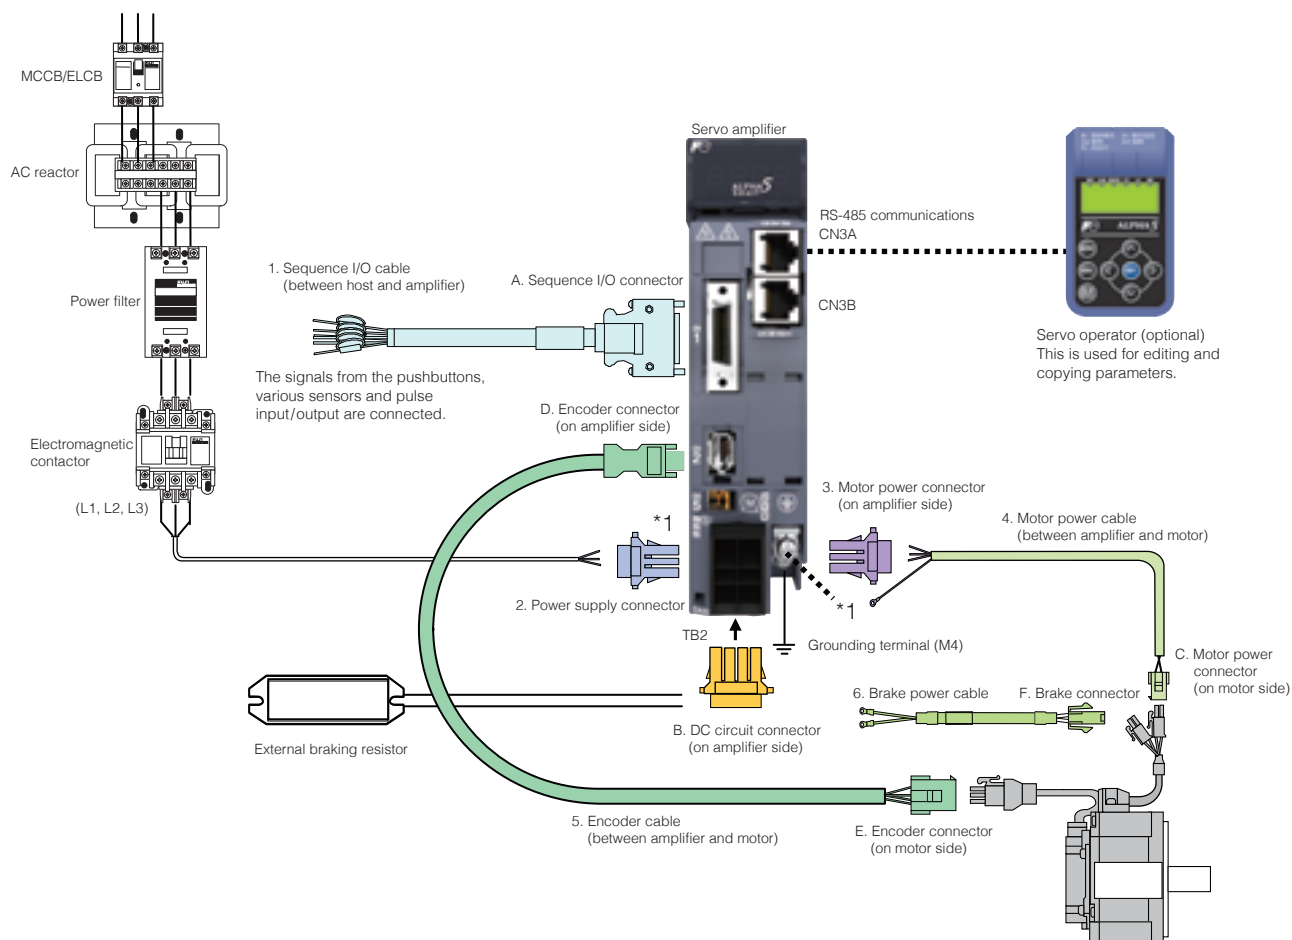 MCCB/ELCB
AC reactor
Power filter
Electromagnetic
contactor
(L1, L2, L3)
1. Sequence I/O cable
(between host and amplifier)
A. Sequence I/O connector
The signals from the pushbuttons,
various sensors and pulse
input/output are connected.
D. Encoder connector
(on amplifier side)
Servo amplifier
ALPHA5
RS-485 communications
CN3A
CN3B
ALPHA 5
Servo operator (optional)
This is used for editing and
copying parameters.
*1
2. Power supply connector
3. Motor power connector
(on amplifier side)
4. Motor power cable
(between amplifier and motor)
*1
TB2
Grounding terminal (M4)
C. Motor power
connector
(on motor side)
6. Brake power cable
F. Brake connector
B. DC circuit connector
(on amplifier side)
External braking resistor
5. Encoder cable
(between amplifier and motor)
E. Encoder connector
(on motor side)